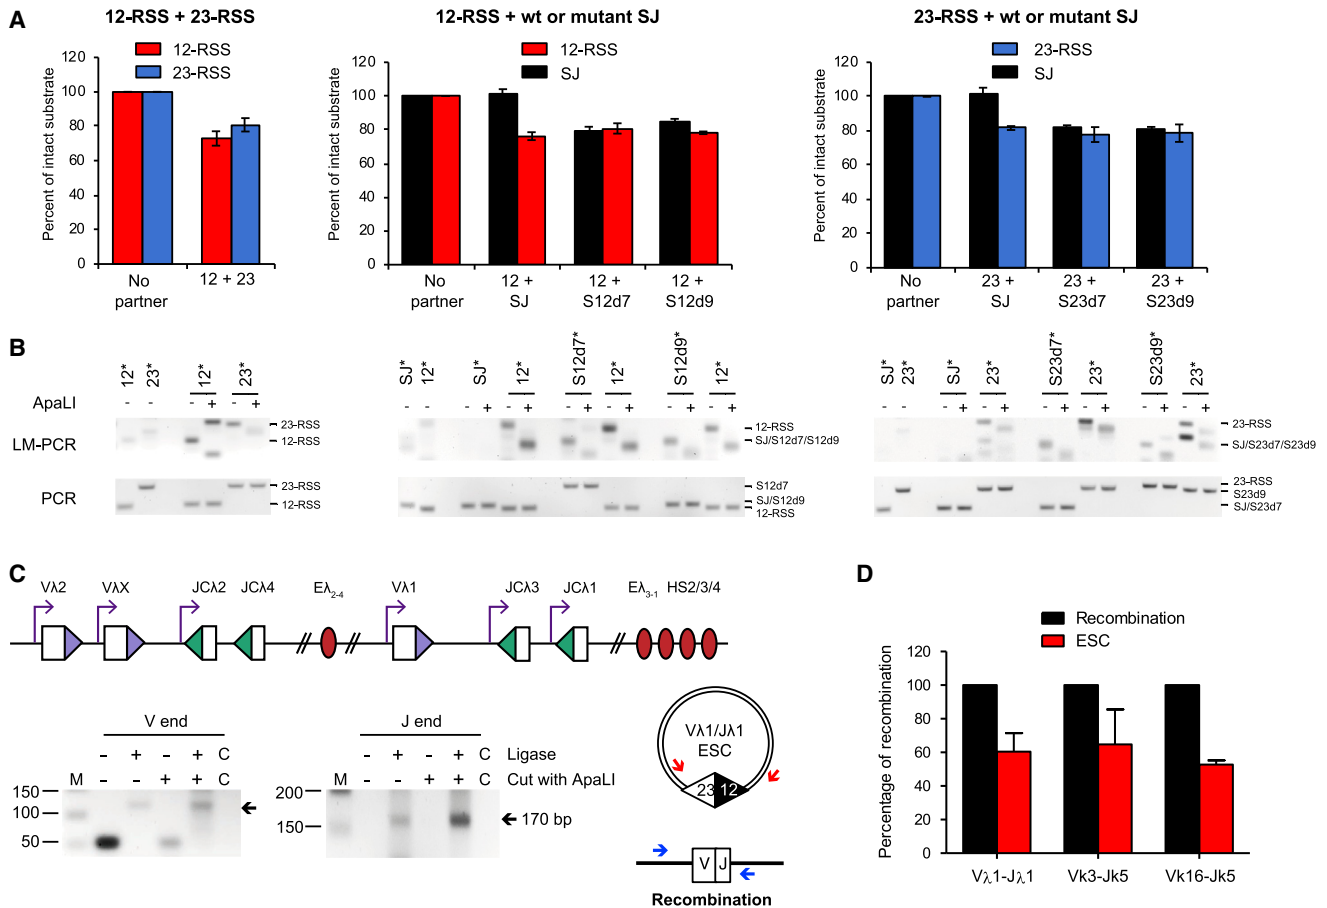 A
12-RSS + 23-RSS
12-RSS
23-RSS
Percent of intact substrate
120
100
80
60
40
20
0
No partner
12 + 23
12-RSS + wt or mutant SJ
12-RSS
SJ
Percent of intact substrate
120
100
80
60
40
20
0
No partner
12 + SJ
12 + S12d7
12 + S12d9
23-RSS + wt or mutant SJ
23-RSS
SJ
Percent of intact substrate
120
100
80
60
40
20
0
No partner
23 + SJ
23 + S23d7
23 + S23d9
B
12* 23* 12* 23*
ApaLI - - - + - +
LM-PCR
23-RSS
12-RSS
PCR
23-RSS
12-RSS
SJ* 12* SJ* 12* S12d7* 12* S12d9* 12*
- - - + - + - + - + - + - +
12-RSS
SJ/S12d7/S12d9
S12d7
SJ/S12d9
12-RSS
SJ* 23* SJ* 23* S23d7* 23* S23d9* 23*
- - - + - + - + - + - + - +
23-RSS
SJ/S23d7/S23d9
23-RSS
S23d9
SJ/S23d7
C
Vλ2 VλX JCλ2 JCλ4 Eλ2-4 Vλ1 JCλ3 JCλ1 Eλ3-1 HS2/3/4
V end
- + - + C
M - - + + C
150
100
50
J end
- + - + C Ligase
M - - + + C Cut with ApaLI
200
150
170 bp
Vλ1/Jλ1
ESC
23 12
V J
Recombination
D
Recombination
ESC
Percentage of recombination
120
100
80
60
40
20
0
Vλ1-Jλ1
Vk3-Jk5
Vk16-Jk5